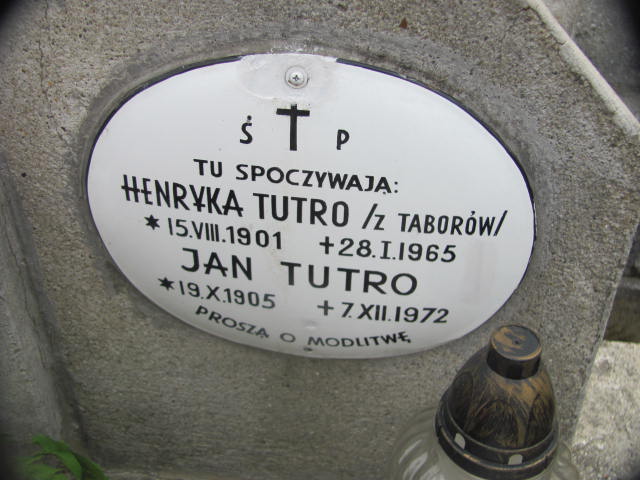 Ś † P
TU SPOCZYWAJĄ:
HENRYKA TUTRO /Z TABORÓW/
*15.VIII.1901 +28.I.1965
JAN TUTRO
*19.X.1905 +7.XII.1972
PROSZĄ O MODLITWĘ